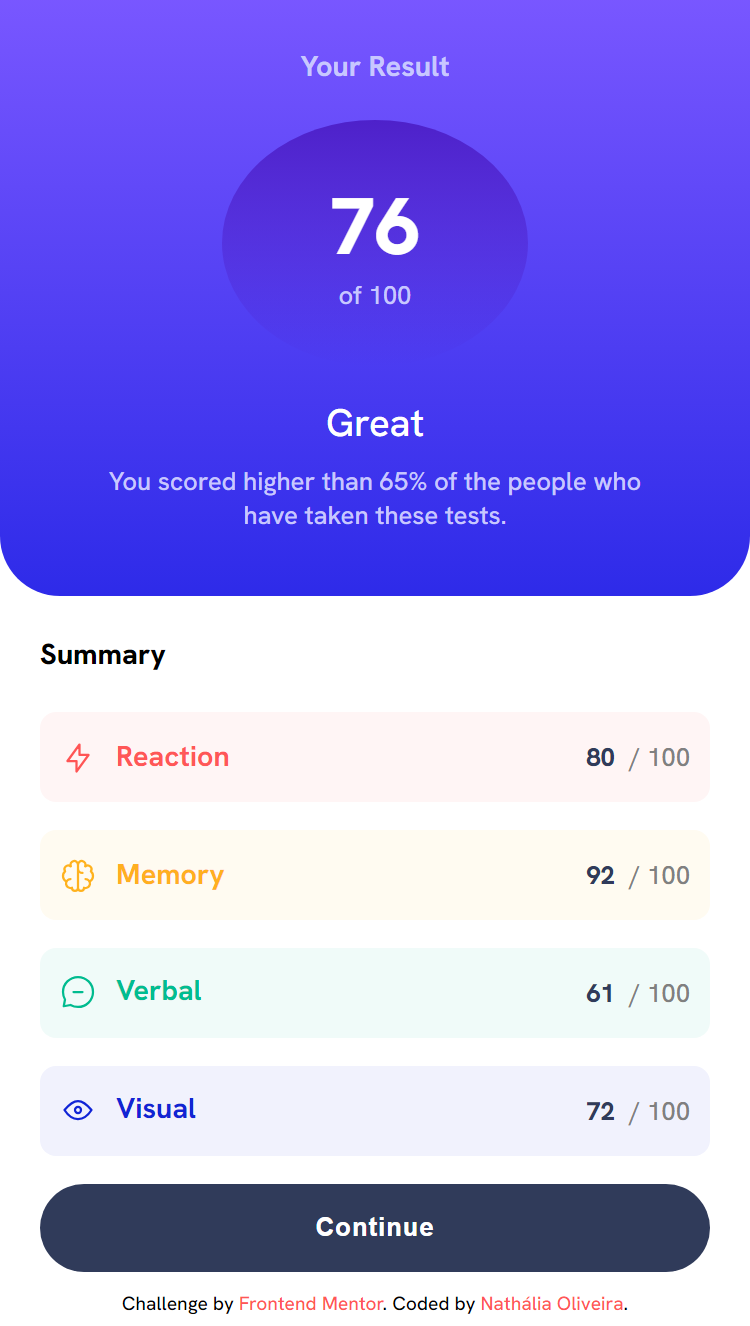 Your Result
76
of 100
Great
You scored higher than 65% of the people who
have taken these tests.
Summary
Reaction 80 / 100
Memory 92 / 100
Verbal 61 / 100
Visual 72 / 100
Continue
Challenge by Frontend Mentor. Coded by Nathália Oliveira.